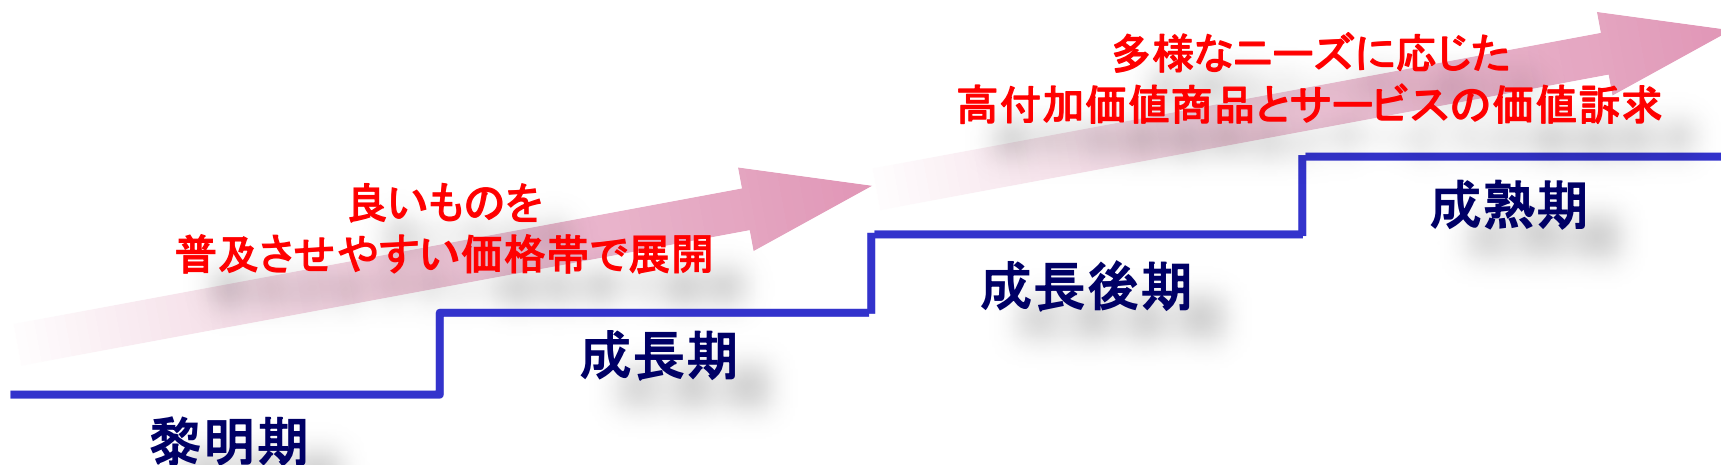 多様なニーズに応じた
高付加価値商品とサービスの価値訴求
良いものを
普及させやすい価格帯で展開
成熟期
成長後期
成長期
黎明期